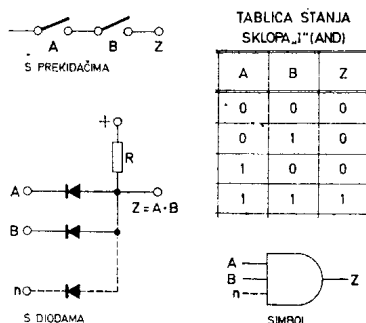 A B Z
S PREKIDAČIMA
+
R
A
Z = A · B
B
n
S DIODAMA
TABLICA STANJA
SKLOPA „I" (AND)
A B Z
0 0 0
0 1 0
1 0 0
1 1 1
A
B
n
Z
SIMBOL